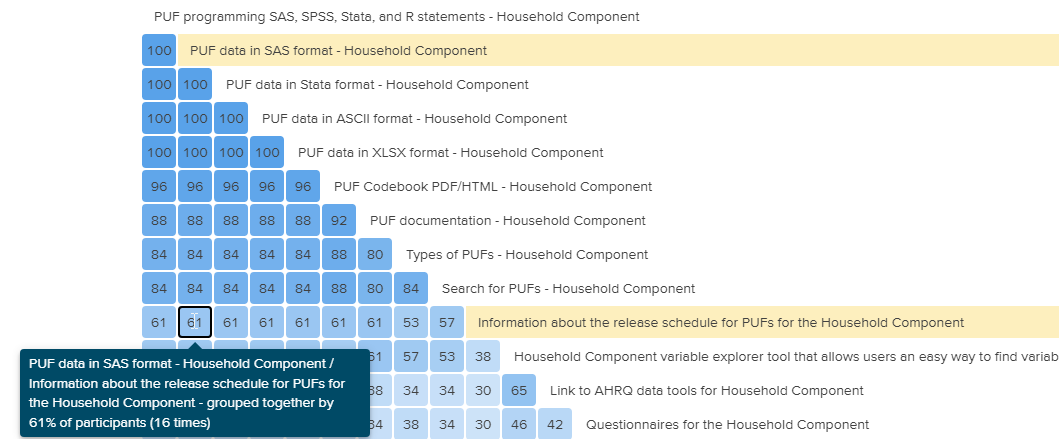 PUF programming SAS, SPSS, Stata, and R statements - Household Component
100 PUF data in SAS format - Household Component
100 100 PUF data in Stata format - Household Component
100 100 100 PUF data in ASCII format - Household Component
100 100 100 100 PUF data in XLSX format - Household Component
96 96 96 96 96 PUF Codebook PDF/HTML - Household Component
88 88 88 88 88 92 PUF documentation - Household Component
84 84 84 84 84 88 80 Types of PUFs - Household Component
84 84 84 84 84 88 80 84 Search for PUFs - Household Component
61 61 61 61 61 61 61 53 57 Information about the release schedule for PUFs for the Household Component
57 53 38 Household Component variable explorer tool that allows users an easy way to find
34 34 30 65 Link to AHRQ data tools for Household Component
38 34 30 46 42 Questionnaires for the Household Component
PUF data in SAS format - Household Component /
Information about the release schedule for PUFs for
the Household Component - grouped together by
61% of participants (16 times)